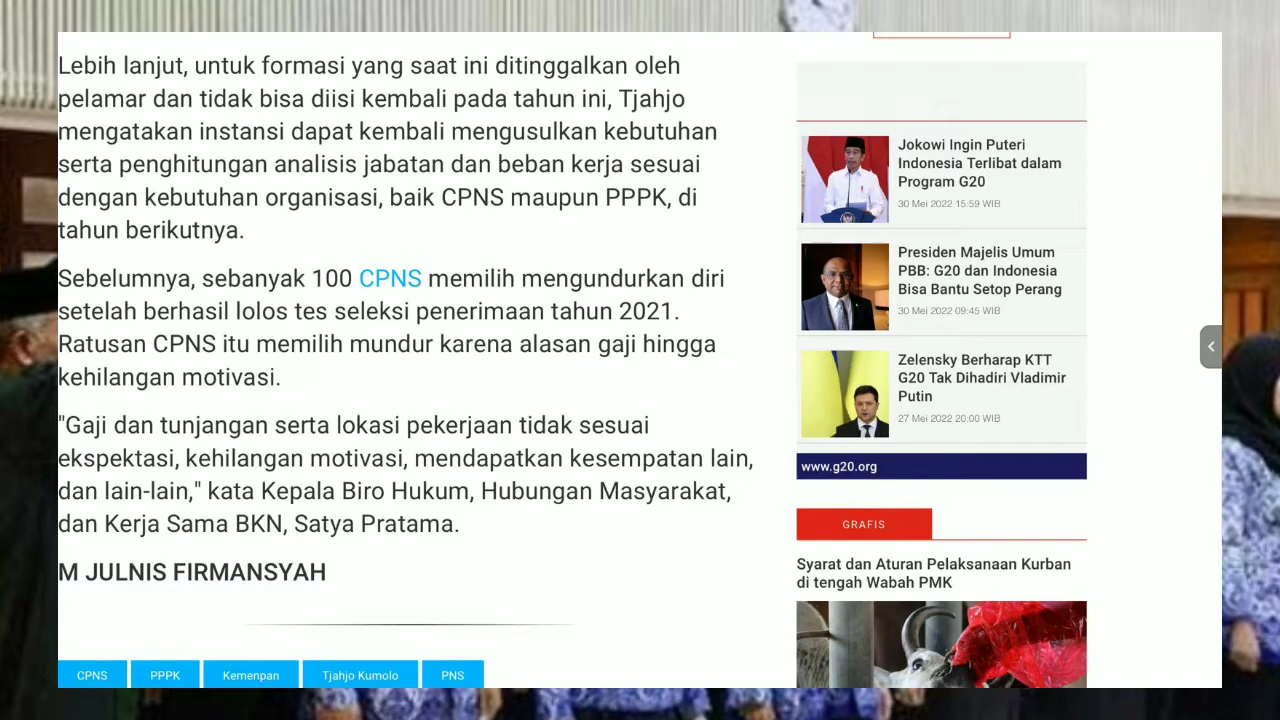 Lebih lanjut, untuk formasi yang saat ini ditinggalkan oleh
pelamar dan tidak bisa diisi kembali pada tahun ini, Tjahjo
mengatakan instansi dapat kembali mengusulkan kebutuhan
serta penghitungan analisis jabatan dan beban kerja sesuai
dengan kebutuhan organisasi, baik CPNS maupun PPPK, di
tahun berikutnya.
Sebelumnya, sebanyak 100 CPNS memilih mengundurkan diri
setelah berhasil lolos tes seleksi penerimaan tahun 2021.
Ratusan CPNS itu memilih mundur karena alasan gaji hingga
kehilangan motivasi.
"Gaji dan tunjangan serta lokasi pekerjaan tidak sesuai
ekspektasi, kehilangan motivasi, mendapatkan kesempatan lain,
dan lain-lain," kata Kepala Biro Hukum, Hubungan Masyarakat,
dan Kerja Sama BKN, Satya Pratama.
M JULNIS FIRMANSYAH
CPNS
PPPK
Kemenpan
Tjahjo Kumolo
PNS
Jokowi Ingin Puteri
Indonesia Terlibat dalam
Program G20
30 Mei 2022 15:59 WIB
Presiden Majelis Umum
PBB: G20 dan Indonesia
Bisa Bantu Setop Perang
30 Mei 2022 09:45 WIB
Zelensky Berharap KTT
G20 Tak Dihadiri Vladimir
Putin
27 Mei 2022 20:00 WIB
www.g20.org
GRAFIS
Syarat dan Aturan Pelaksanaan Kurban
di tengah Wabah PMK